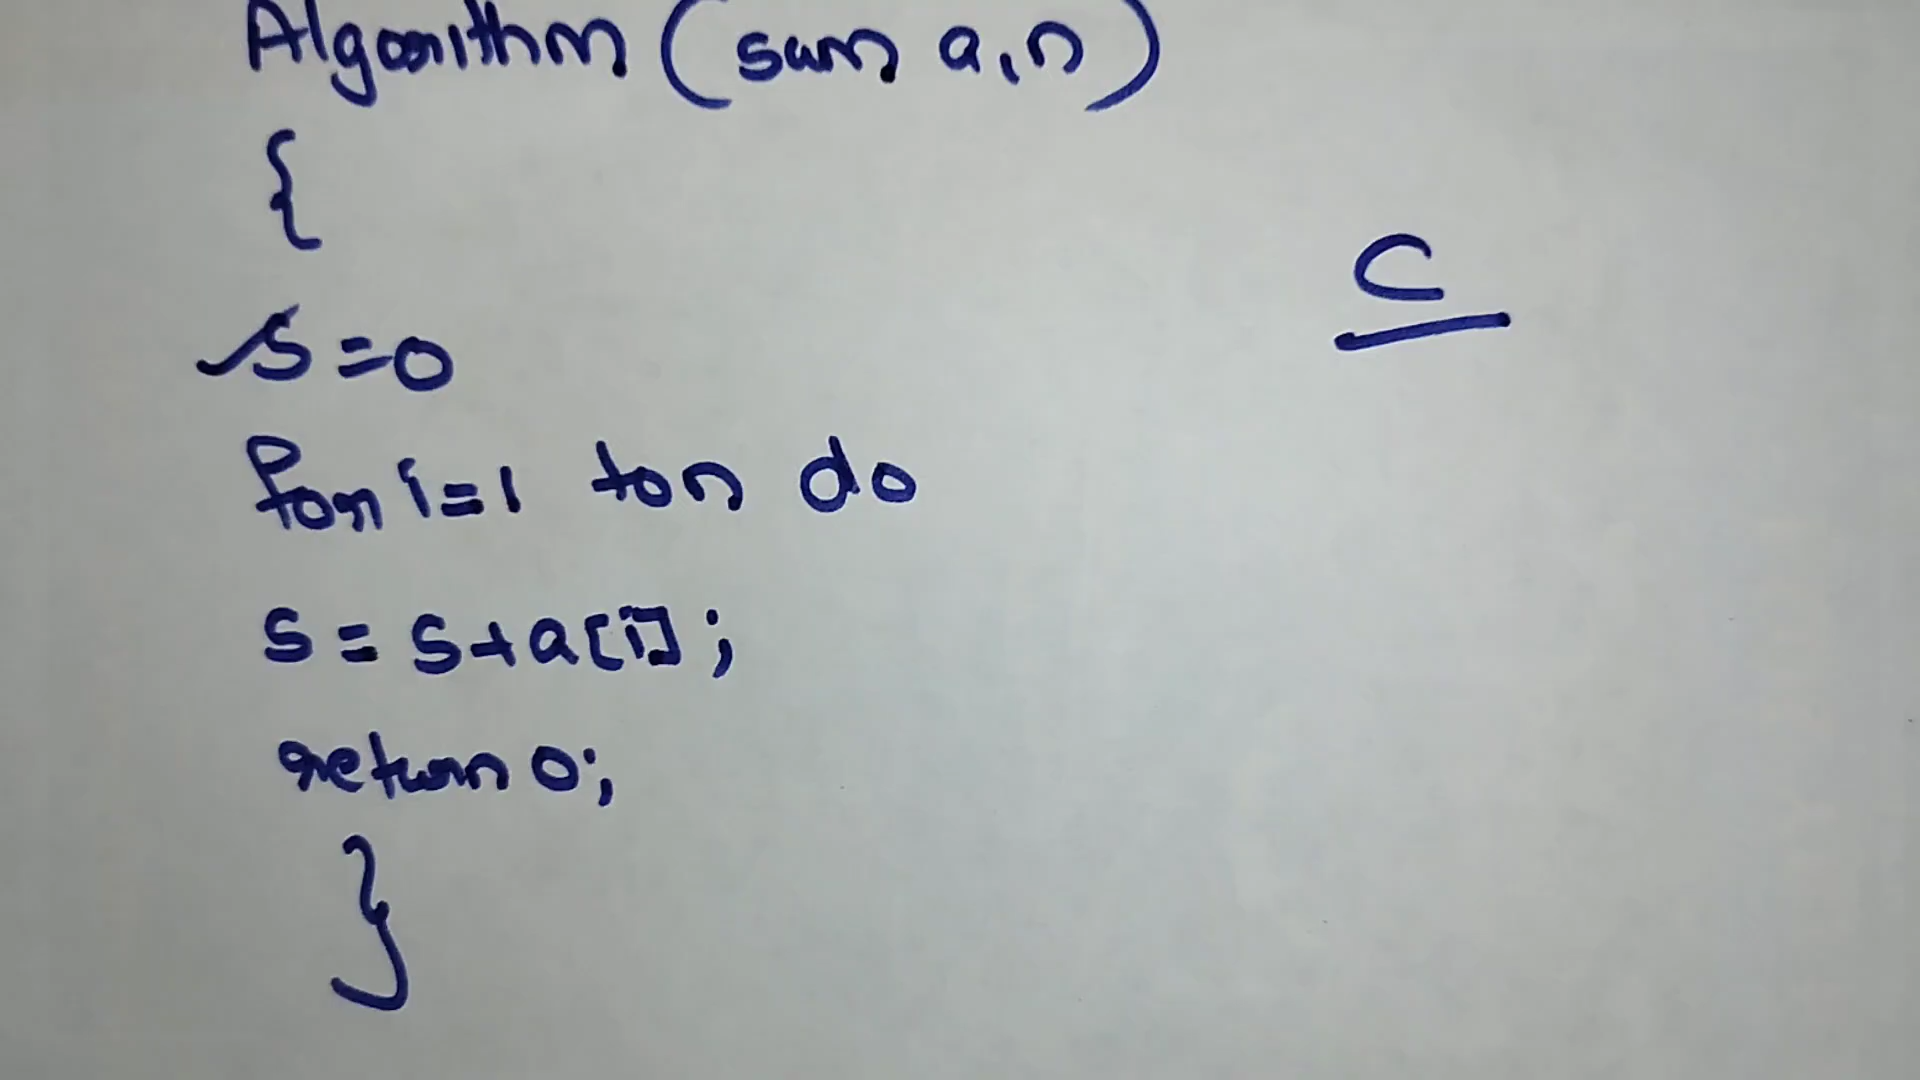 Algorithm (sum a,n)
{
C
s=0
for i=1 to n do
s = s+a[i];
return 0;
}